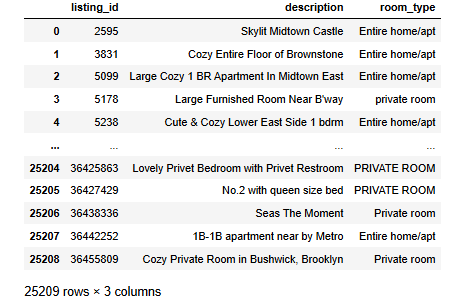 listing_id description room_type
0 2595 Skylit Midtown Castle Entire home/apt
1 3831 Cozy Entire Floor of Brownstone Entire home/apt
2 5099 Large Cozy 1 BR Apartment In Midtown East Entire home/apt
3 5178 Large Furnished Room Near B'way private room
4 5238 Cute & Cozy Lower East Side 1 bdrm Entire home/apt
... ... ... ...
25204 36425863 Lovely Privet Bedroom with Privet Restroom PRIVATE ROOM
25205 36427429 No.2 with queen size bed PRIVATE ROOM
25206 36438336 Seas The Moment Private room
25207 36442252 1B-1B apartment near by Metro Entire home/apt
25208 36455809 Cozy Private Room in Bushwick, Brooklyn Private room
25209 rows × 3 columns